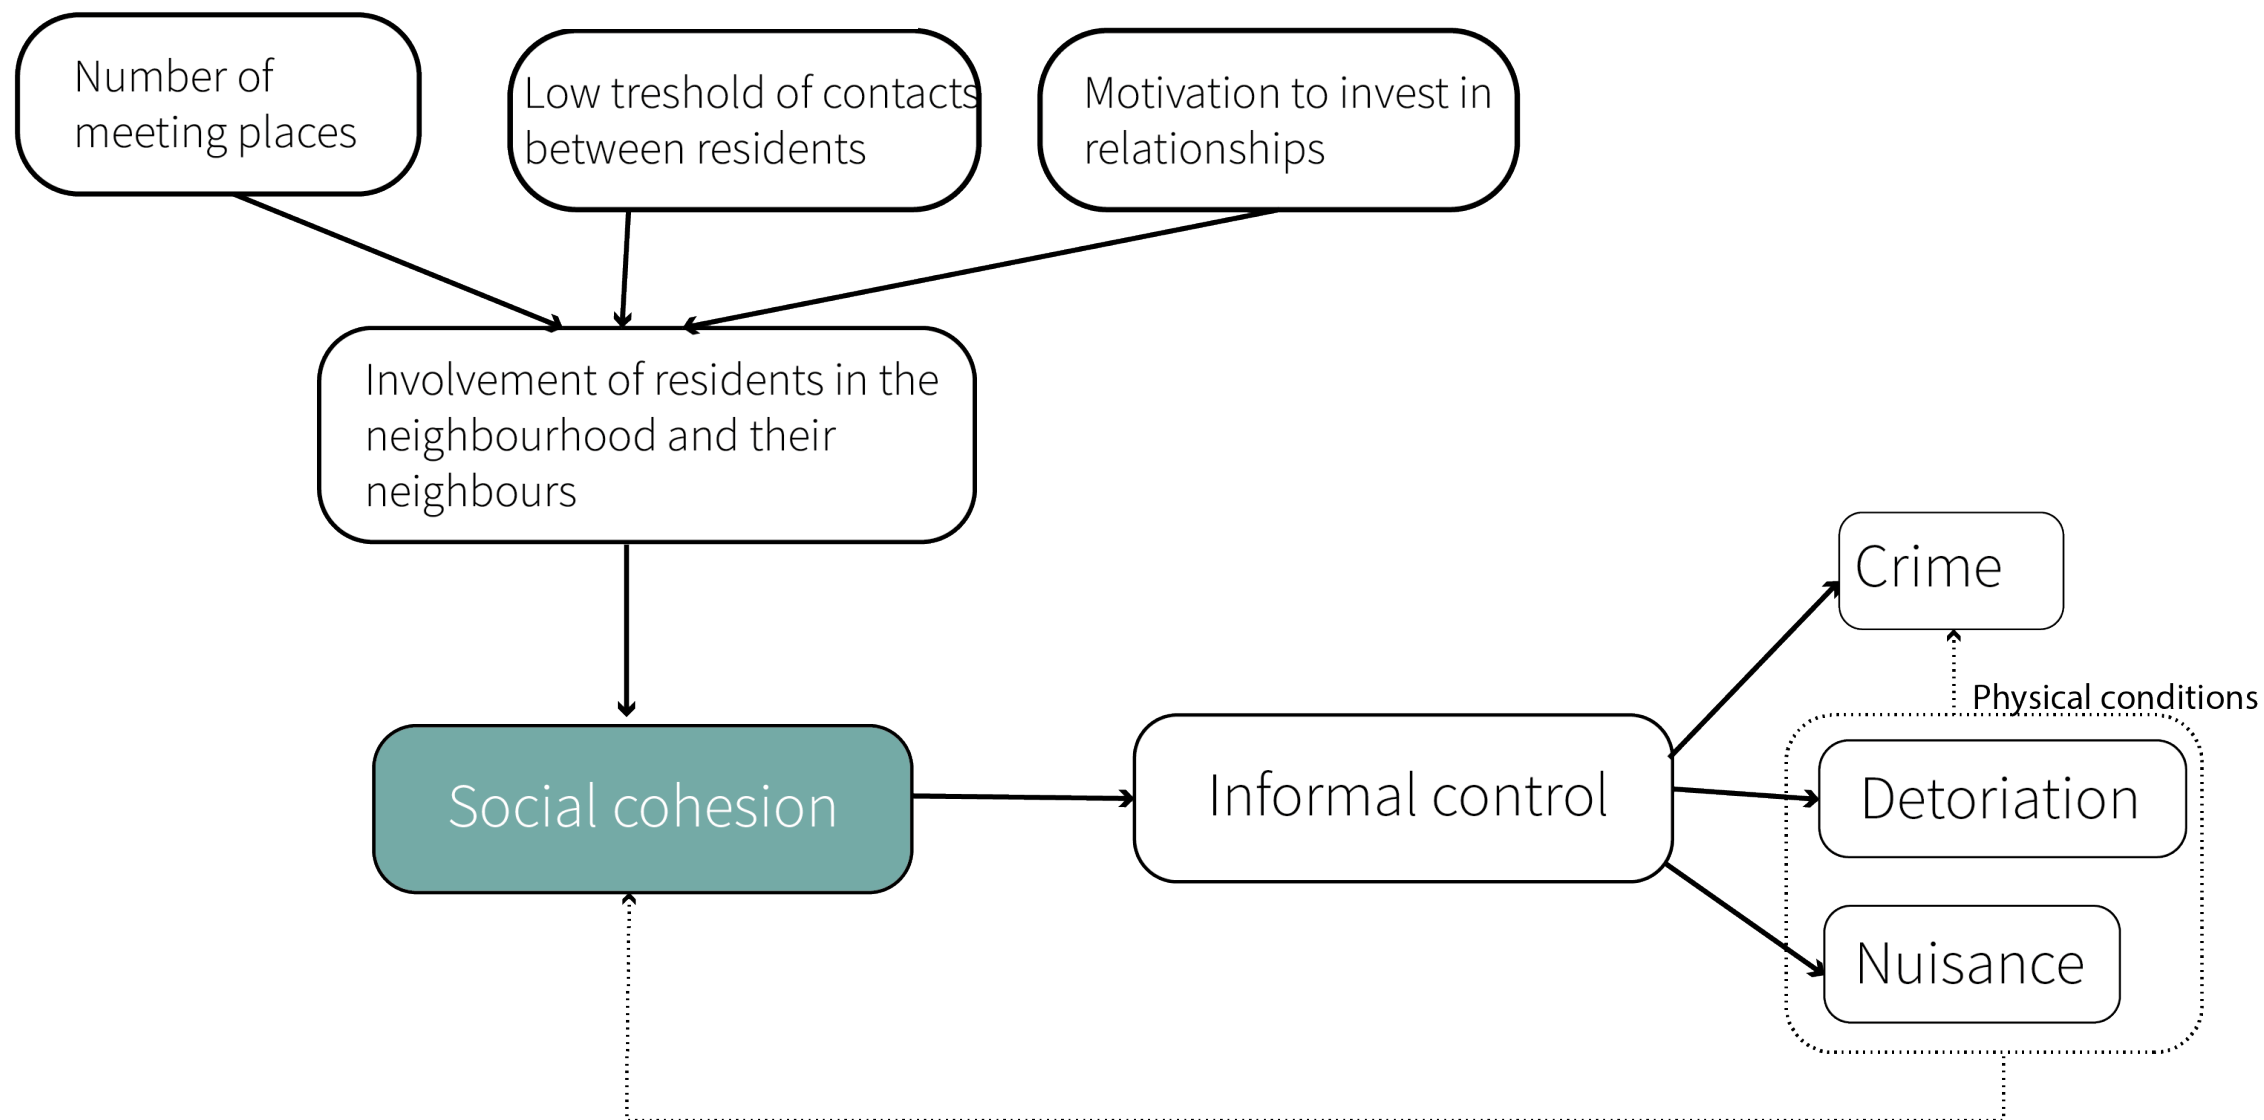 Number of
meeting places
Low treshold of contacts
between residents
Motivation to invest in
relationships
Involvement of residents in the
neighbourhood and their
neighbours
Crime
Physical conditions
Social cohesion
Informal control
Detoriation
Nuisance